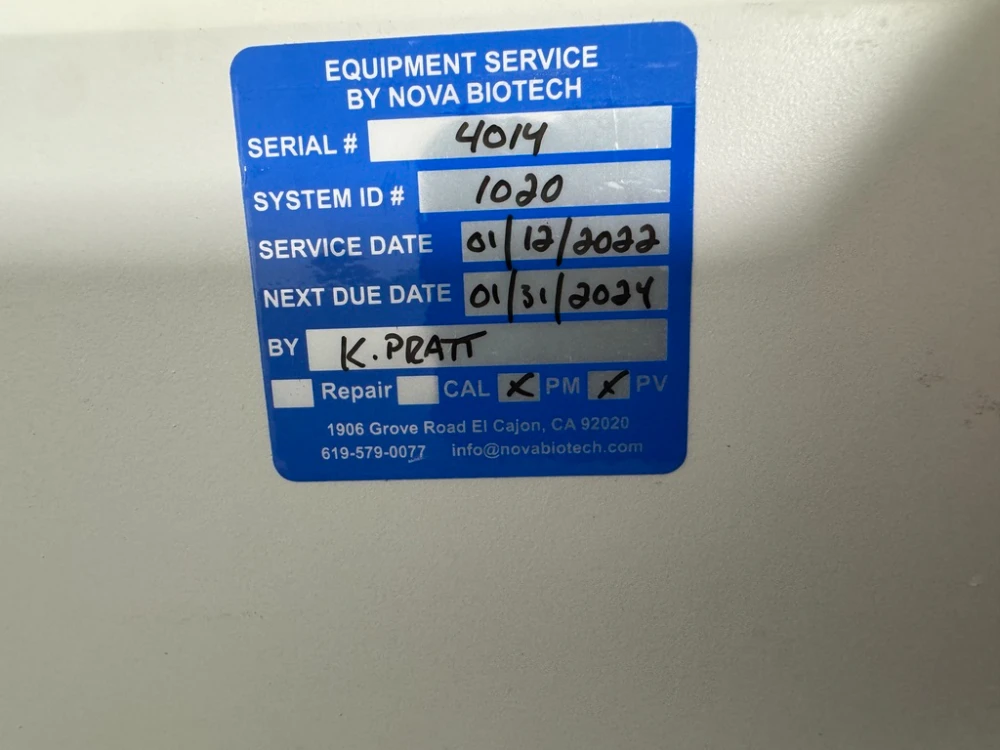 EQUIPMENT SERVICE
BY NOVA BIOTECH
SERIAL # 4014
SYSTEM ID # 1020
SERVICE DATE 01/12/2022
NEXT DUE DATE 01/31/2024
BY K. PRATT
Repair CAL X PM X PV
1906 Grove Road El Cajon, CA 92020
619-579-0077 info@novabiotech.com